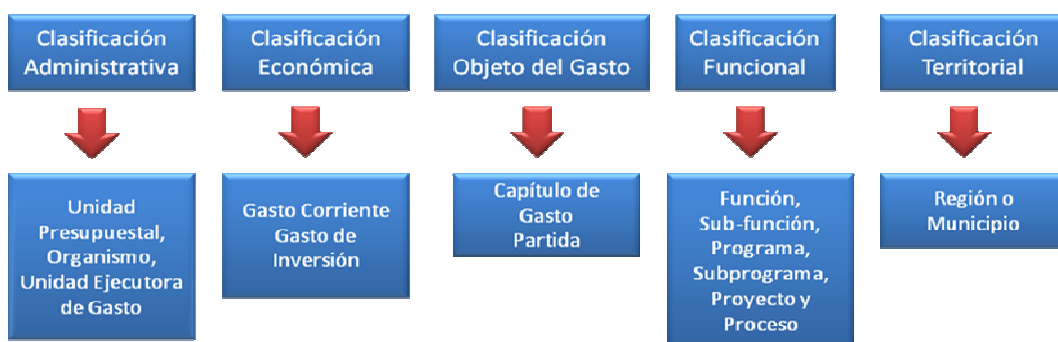 Clasificación
Administrativa
Clasificación
Económica
Clasificación
Objeto del Gasto
Clasificación
Funcional
Clasificación
Territorial
Unidad
Presupuestal,
Organismo,
Unidad Ejecutora
de Gasto
Gasto Corriente
Gasto de
Inversión
Capítulo de
Gasto
Partida
Función,
Sub-función,
Programa,
Subprograma,
Proyecto y
Proceso
Región o
Municipio